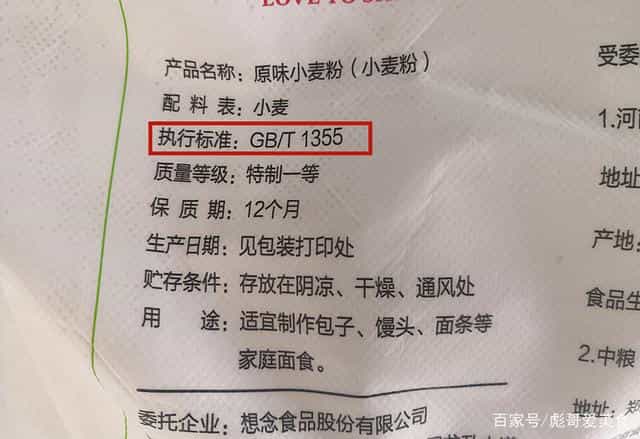 LOVE TO
产品名称：原味小麦粉（小麦粉）
配料表：小麦
执行标准：GB/T 1355
质量等级：特制一等
保质期：12个月
生产日期：见包装打印处
贮存条件：存放在阴凉、干燥、通风处
用途：适宜制作包子、馒头、面条等
家庭面食。
委托企业：想念食品股份有限公司
受委
1.河南
地址
产地：
食品生
2.中粮
地址：
百家号/彪哥爱美食